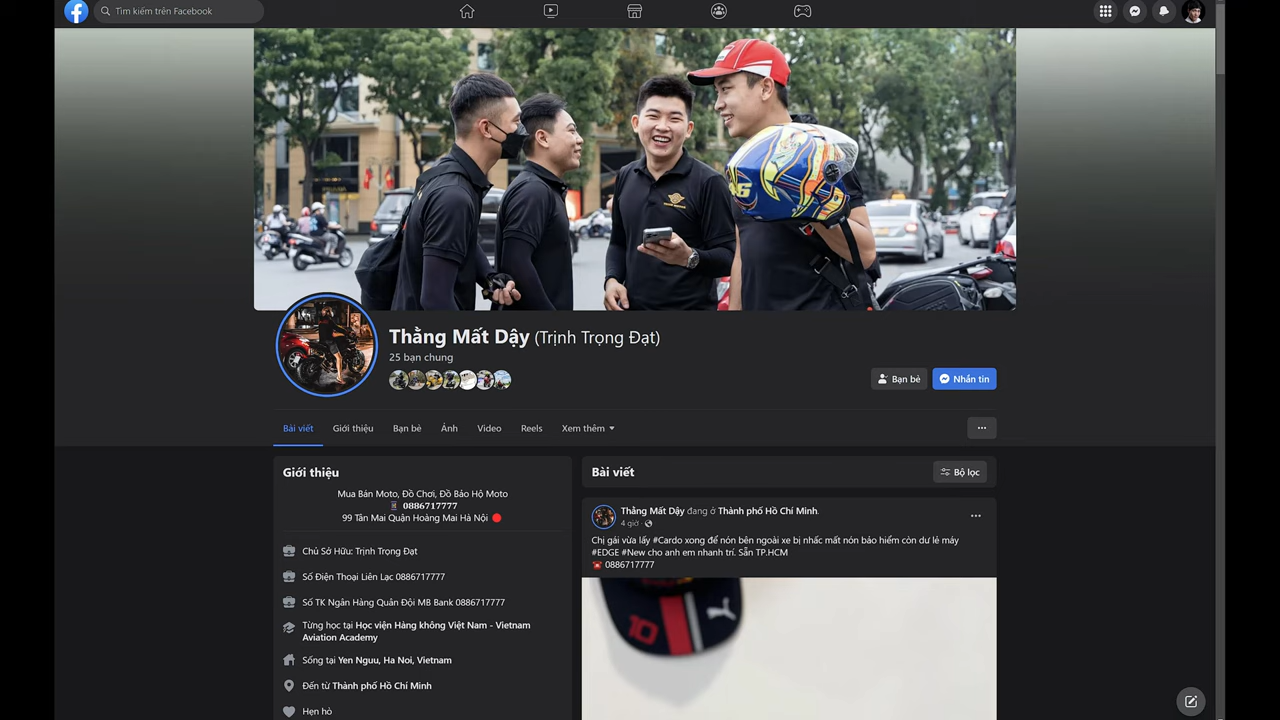 Tìm kiếm trên Facebook
46
Thằng Mất Dậy (Trịnh Trọng Đạt)
25 bạn chung
Bạn bè
Nhắn tin
Bài viết
Giới thiệu
Bạn bè
Ảnh
Video
Reels
Xem thêm
Giới thiệu
Mua Bán Moto, Đồ Chơi, Đồ Bảo Hộ Moto
0886717777
99 Tân Mai Quận Hoàng Mai Hà Nội
Chủ Sở Hữu: Trịnh Trọng Đạt
Số Điện Thoại Liên Lạc 0886717777
Số TK Ngân Hàng Quân Đội MB Bank 0886717777
Từng học tại Học viện Hàng không Việt Nam - Vietnam
Aviation Academy
Sống tại Yen Nguu, Ha Noi, Vietnam
Đến từ Thành phố Hồ Chí Minh
Hẹn hò
Bài viết
Bộ lọc
Thằng Mất Dậy đang ở Thành phố Hồ Chí Minh.
4 giờ ·
Chị gái vừa lấy #Cardo xong để nón bên ngoài xe bị nhấc mất nón bảo hiểm còn dư lẻ máy
#EDGE #New cho anh em nhanh trí. Sẵn TP.HCM
0886717777
10